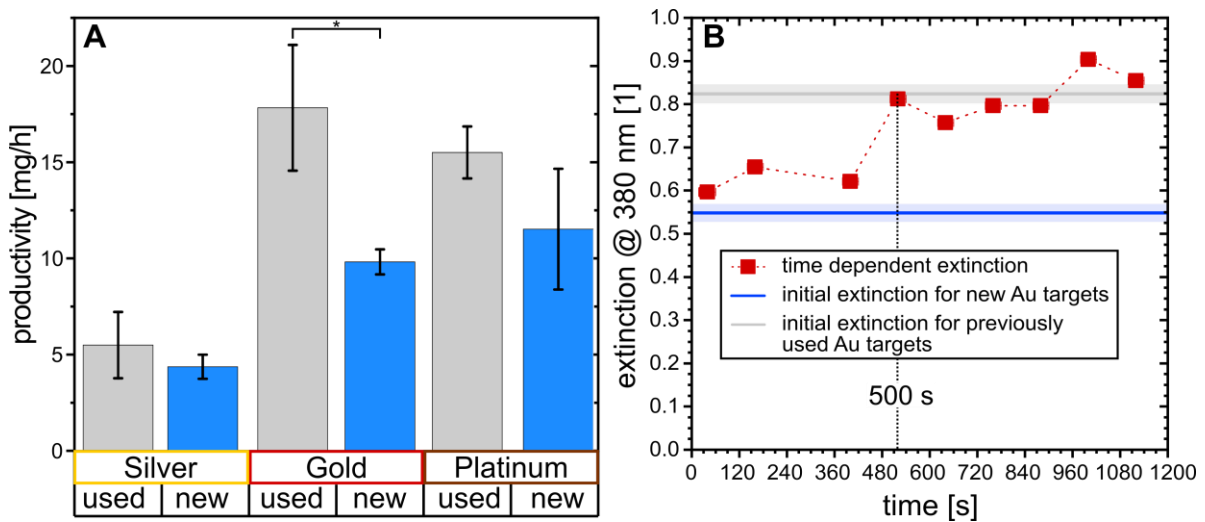 A
*
productivity [mg/h]
20
15
10
5
0
Silver Gold Platinum
used new used new used new
B
extinction @ 380 nm [1]
1.0
0.9
0.8
0.7
0.6
0.5
0.4
0.3
0.2
0.1
0.0
time dependent extinction
initial extinction for new Au targets
initial extinction for previously
used Au targets
500 s
0 120 240 360 480 600 720 840 960 1080 1200
time [s]